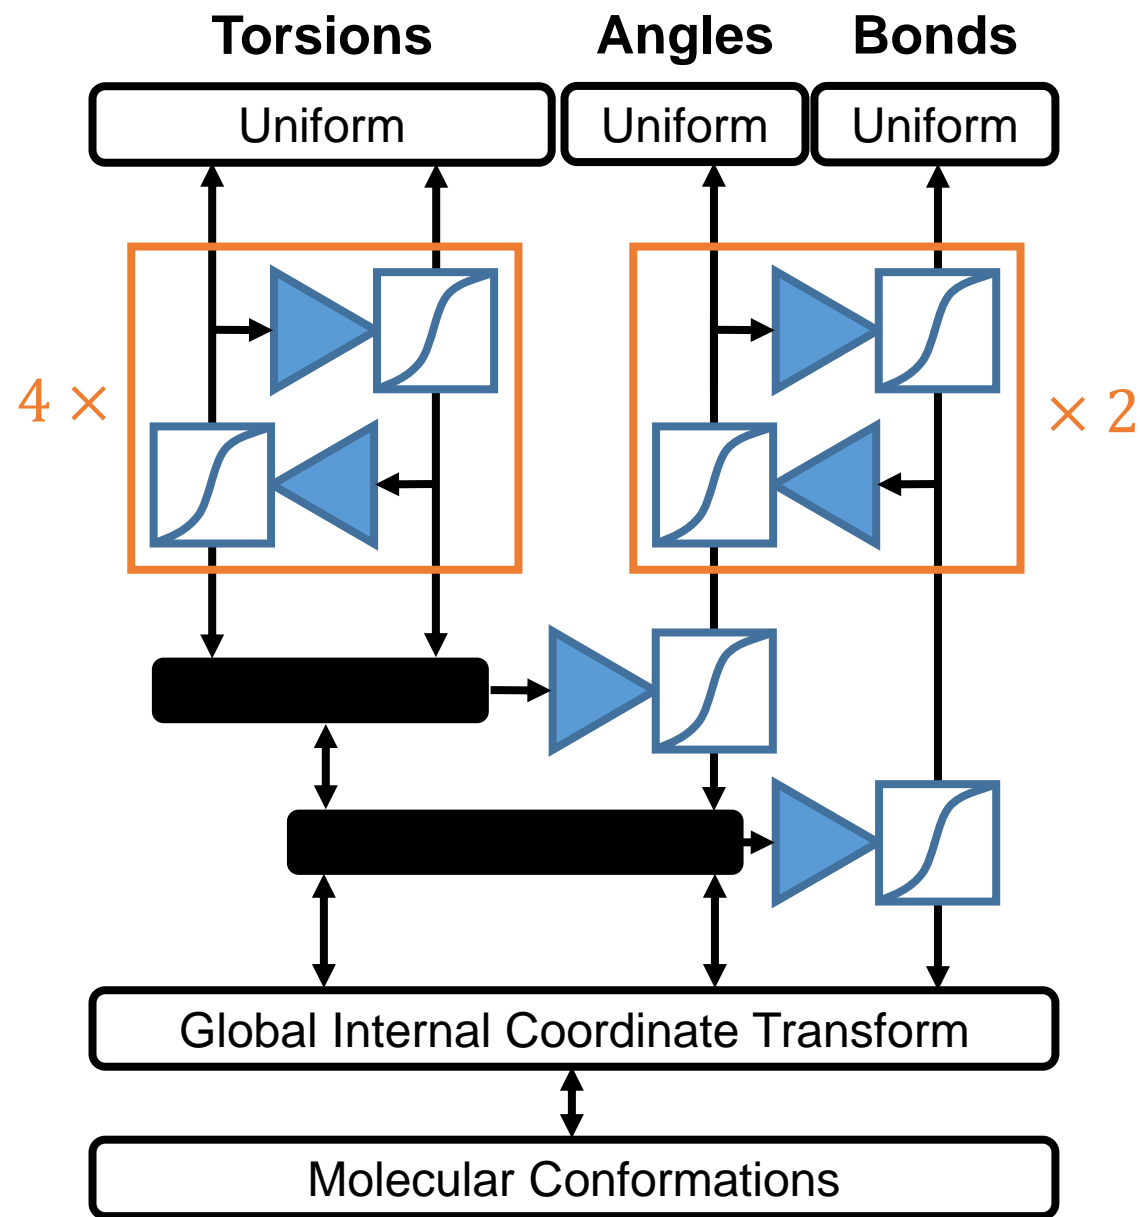 Torsions Angles Bonds
Uniform Uniform Uniform
4 ×
× 2
Global Internal Coordinate Transform
Molecular Conformations